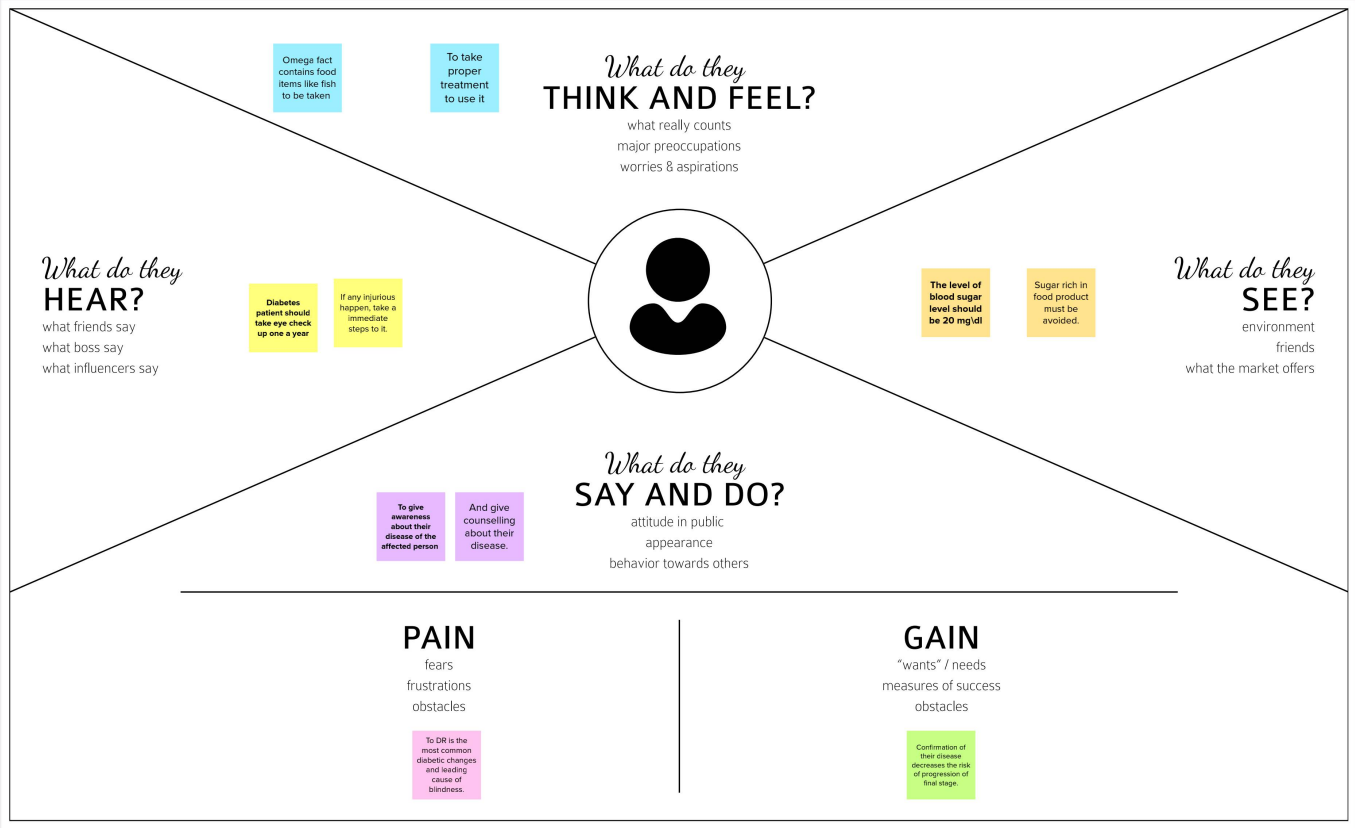 Omega fact
contains food
items like fish
to be taken
To take
proper
treatment
to use it
What do they
THINK AND FEEL?
what really counts
major preoccupations
worries & aspirations
What do they
HEAR?
what friends say
what boss say
what influencers say
Diabetes
patient should
take eye check
up one a year
If any injurious
happen, take a
immediate
steps to it.
The level of
blood sugar
level should
be 20 mg\dl
Sugar rich in
food product
must be
avoided.
What do they
SEE?
environment
friends
what the market offers
What do they
SAY AND DO?
attitude in public
appearance
behavior towards others
To give
awareness
about their
disease of the
affected person
And give
counselling
about their
disease.
PAIN
fears
frustrations
obstacles
To DR is the
most common
diabetic changes
and leading
cause of
blindness.
GAIN
“wants” / needs
measures of success
obstacles
Confirmation of
their disease
decreases the risk
of progression of
final stage.